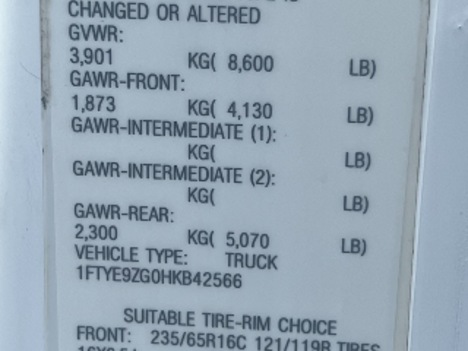 CHANGED OR ALTERED
GVWR:
3,901 KG( 8,600 LB)
GAWR-FRONT:
1,873 KG( 4,130 LB)
GAWR-INTERMEDIATE (1):
KG( LB)
GAWR-INTERMEDIATE (2):
KG( LB)
GAWR-REAR:
2,300 KG( 5,070 LB)
VEHICLE TYPE: TRUCK
1FTYE9ZG0HKB42566
SUITABLE TIRE-RIM CHOICE
FRONT: 235/65R16C 121/119R TIRES